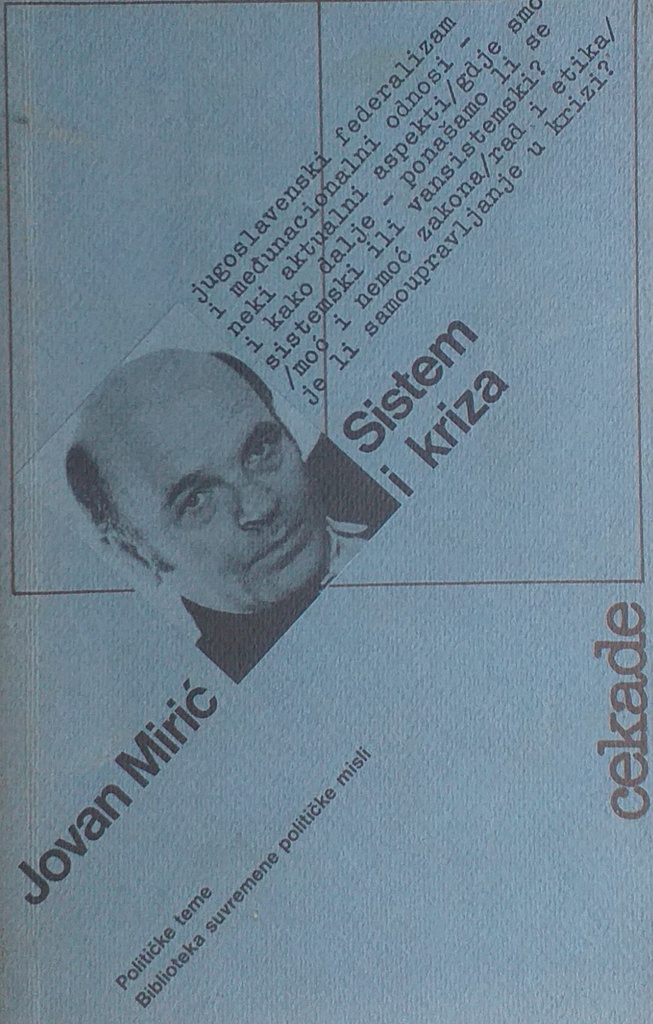 jugoslavenski federalizam
i međunacionalni odnosi -
neki aktualni aspekti/gdje smo
i kako dalje - ponašamo li se
sistemski ili vansistemski?
/moć i nemoć zakona/rad i etika/
je li samoupravljanje u krizi?
Sistem
i kriza
Jovan Mirić
Političke teme
Biblioteka suvremene političke misli
cekade